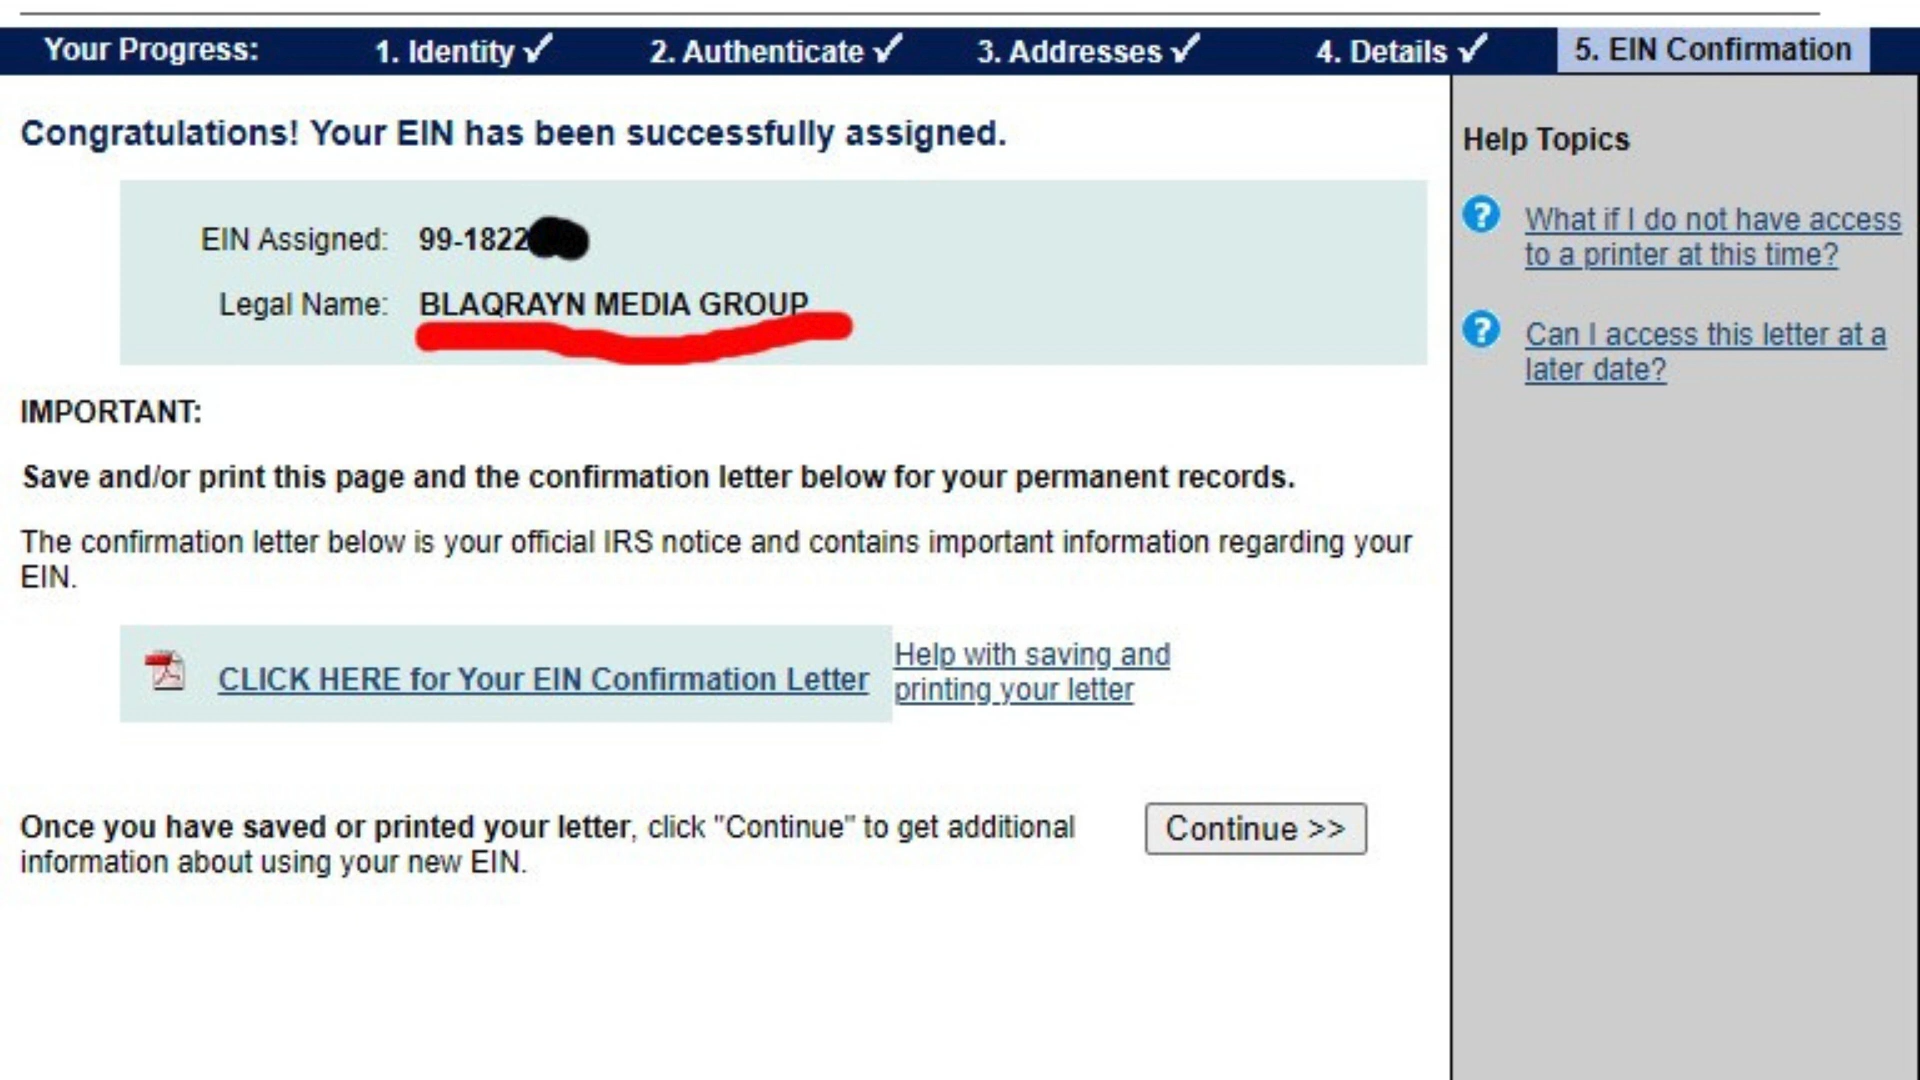 Your Progress: 1. Identity ✓ 2. Authenticate ✓ 3. Addresses ✓ 4. Details ✓ 5. EIN Confirmation
Congratulations! Your EIN has been successfully assigned.
EIN Assigned: 99-1822
Legal Name: BLAQRAYN MEDIA GROUP
IMPORTANT:
Save and/or print this page and the confirmation letter below for your permanent records.
The confirmation letter below is your official IRS notice and contains important information regarding your
EIN.
CLICK HERE for Your EIN Confirmation Letter
Help with saving and
printing your letter
Once you have saved or printed your letter, click "Continue" to get additional
information about using your new EIN.
Continue >>
Help Topics
? What if I do not have access
to a printer at this time?
? Can I access this letter at a
later date?